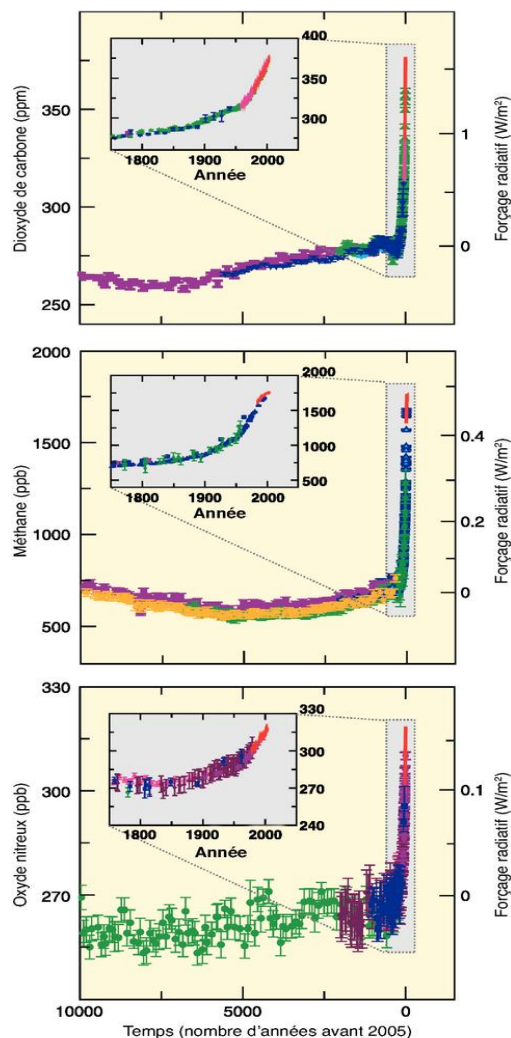 400
350
300
1800 1900 2000
Année
350
300
250
Dioxyde de carbone (ppm)
1
0
Forçage radiatif (W/m²)
2000
1500
1000
500
1800 1900 2000
Année
2000
1500
1000
500
Méthane (ppb)
0.4
0.2
0
Forçage radiatif (W/m²)
330
300
270
240
1800 1900 2000
Année
330
300
270
Oxyde nitreux (ppb)
0.1
0
Forçage radiatif (W/m²)
10000 5000 0
Temps (nombre d'années avant 2005)